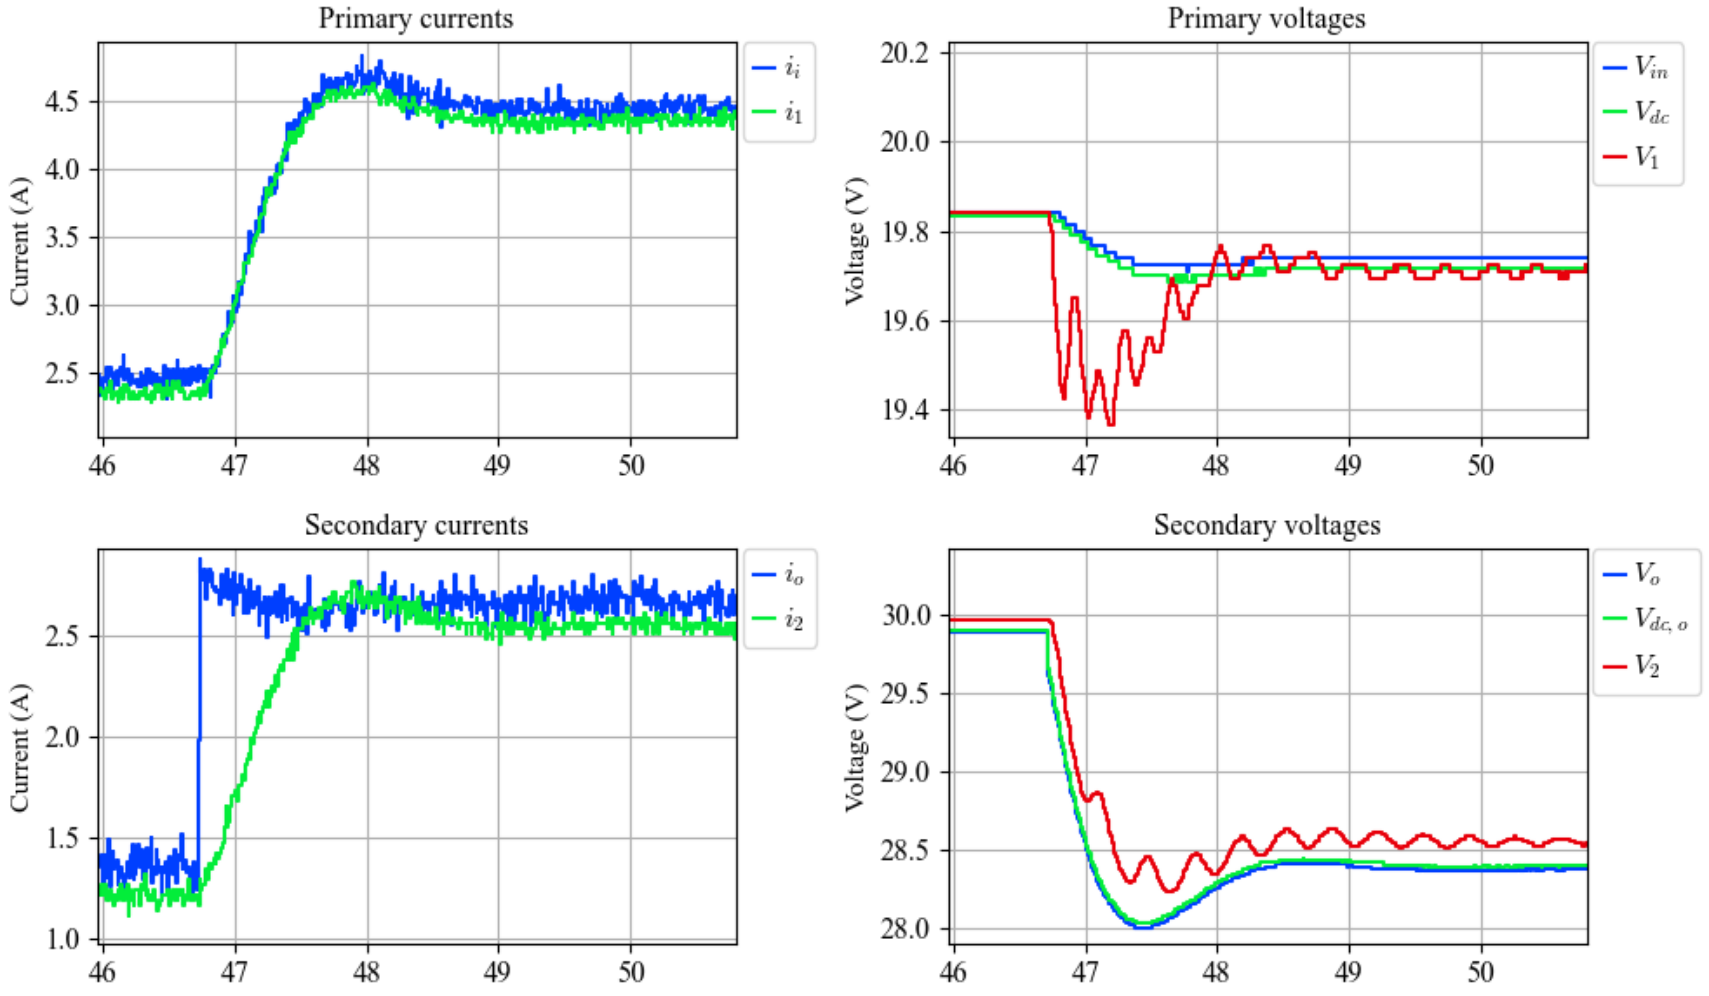 Primary currents
Current (A)
4.5
4.0
3.5
3.0
2.5
46 47 48 49 50
i_i
i_1
Primary voltages
Voltage (V)
20.2
20.0
19.8
19.6
19.4
46 47 48 49 50
V_in
V_dc
V_1
Secondary currents
Current (A)
2.5
2.0
1.5
1.0
46 47 48 49 50
i_o
i_2
Secondary voltages
Voltage (V)
30.0
29.5
29.0
28.5
28.0
46 47 48 49 50
V_o
V_dc, o
V_2